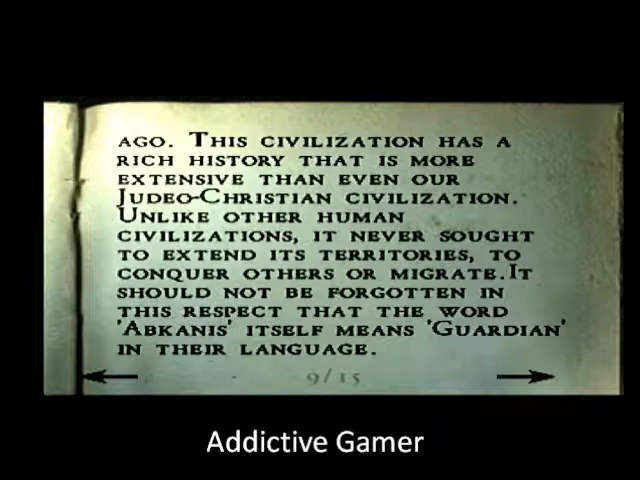 ago. This civilization has a
rich history that is more
extensive than even our
Judeo-Christian civilization.
Unlike other human
civilizations, it never sought
to extend its territories, to
conquer others or migrate.It
should not be forgotten in
this respect that the word
'Abkanis' itself means 'Guardian'
in their language.
9/15
Addictive Gamer